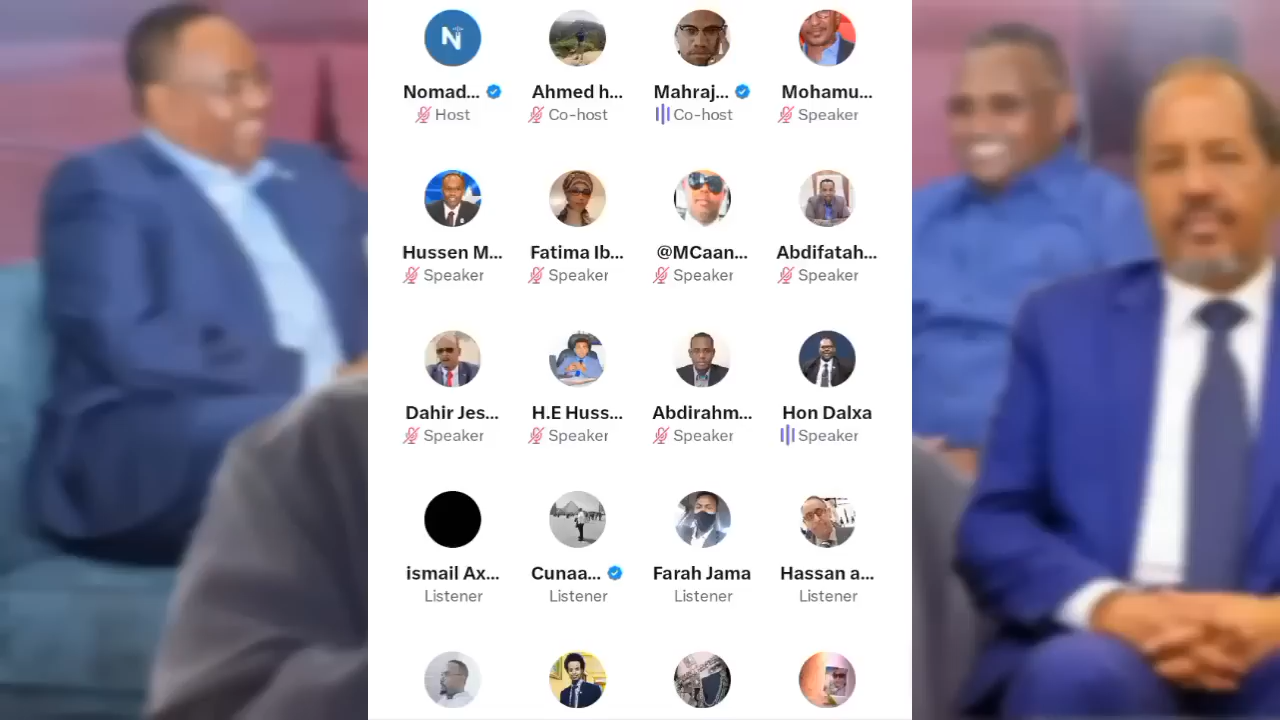 N
Nomad... Ahmed h... Mahraj... Mohamu...
Host Co-host Co-host Speaker
Hussen M... Fatima Ib... @MCaan... Abdifatah...
Speaker Speaker Speaker Speaker
Dahir Jes... H.E Huss... Abdirahm... Hon Dalxa
Speaker Speaker Speaker Speaker
ismail Ax... Cunaa... Farah Jama Hassan a...
Listener Listener Listener Listener